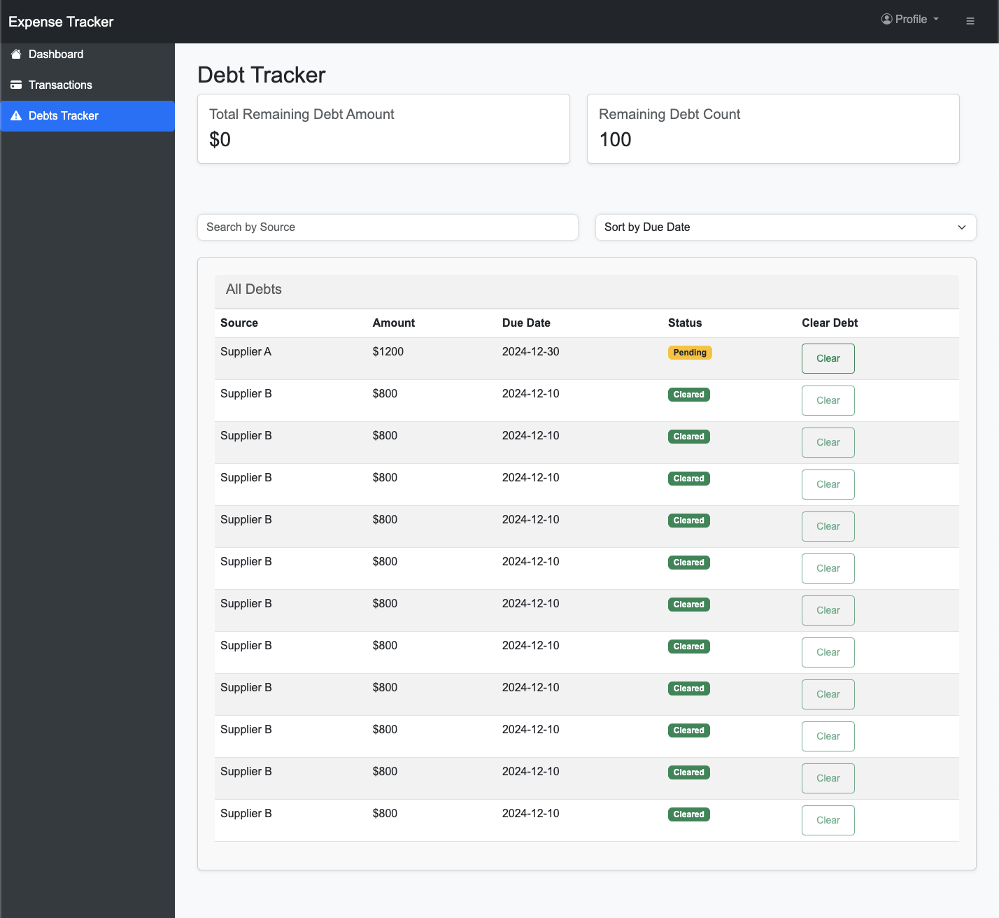 Expense Tracker
Profile
Dashboard
Transactions
Debts Tracker
Debt Tracker
Total Remaining Debt Amount
$0
Remaining Debt Count
100
Search by Source
Sort by Due Date
All Debts
Source Amount Due Date Status Clear Debt
Supplier A $1200 2024-12-30 Pending Clear
Supplier B $800 2024-12-10 Cleared Clear
Supplier B $800 2024-12-10 Cleared Clear
Supplier B $800 2024-12-10 Cleared Clear
Supplier B $800 2024-12-10 Cleared Clear
Supplier B $800 2024-12-10 Cleared Clear
Supplier B $800 2024-12-10 Cleared Clear
Supplier B $800 2024-12-10 Cleared Clear
Supplier B $800 2024-12-10 Cleared Clear
Supplier B $800 2024-12-10 Cleared Clear
Supplier B $800 2024-12-10 Cleared Clear
Supplier B $800 2024-12-10 Cleared Clear